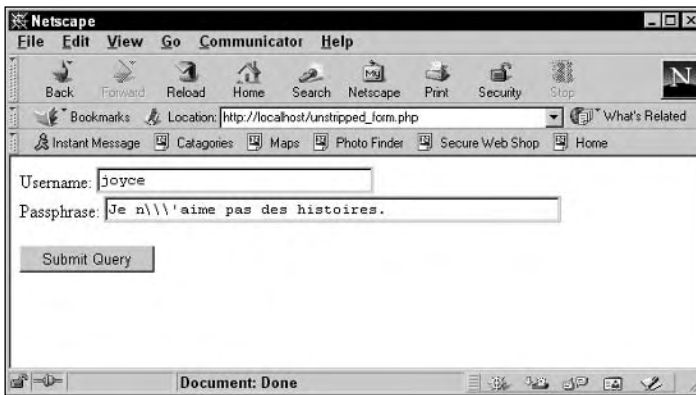 Netscape
File Edit View Go Communicator Help
Back Forward Reload Home Search Netscape Print Security Stop
My
N
Bookmarks Location: http://localhost/unstripped_form.php What's Related
Instant Message Catagories Maps Photo Finder Secure Web Shop Home
Username: joyce
Passphrase: Je n\\\'aime pas des histoires.
Submit Query
Document: Done